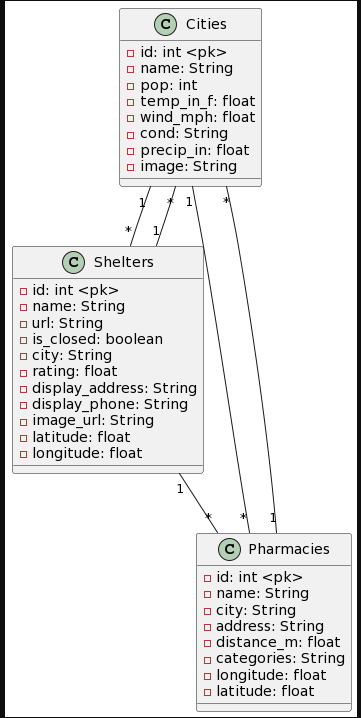 C Cities
id: int <pk>
name: String
pop: int
temp_in_f: float
wind_mph: float
cond: String
precip_in: float
image: String
1 * 1 *
* 1
C Shelters
id: int <pk>
name: String
url: String
is_closed: boolean
city: String
rating: float
display_address: String
display_phone: String
image_url: String
latitude: float
longitude: float
1
* * 1
C Pharmacies
id: int <pk>
name: String
city: String
address: String
distance_m: float
categories: String
longitude: float
latitude: float